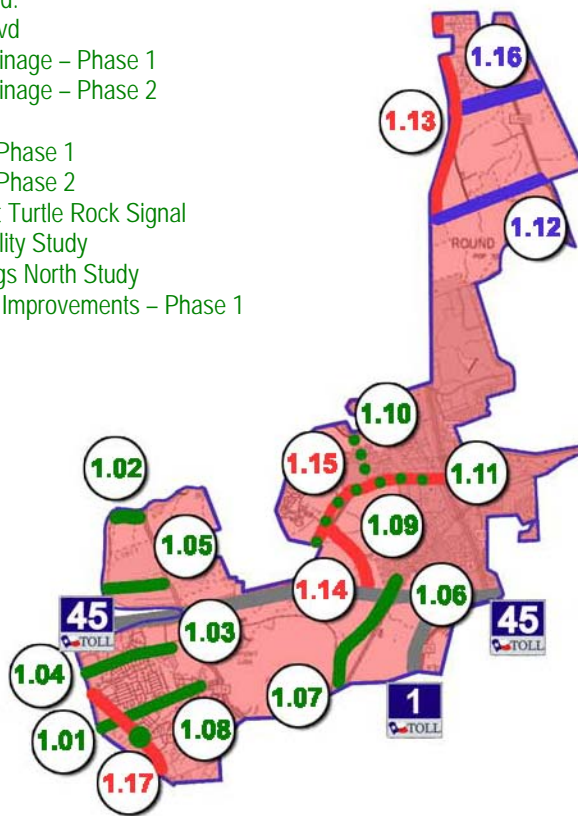 d.
vd
inage – Phase 1
inage – Phase 2
Phase 1
Phase 2
t Turtle Rock Signal
lity Study
gs North Study
Improvements – Phase 1
1.16
1.13
1.12
ROUND
1.10
1.15
1.02
1.11
1.09
1.05
1.14
1.06
45
TOLL
1.03
45
TOLL
1.04
1.07
1
TOLL
1.01
1.08
1.17